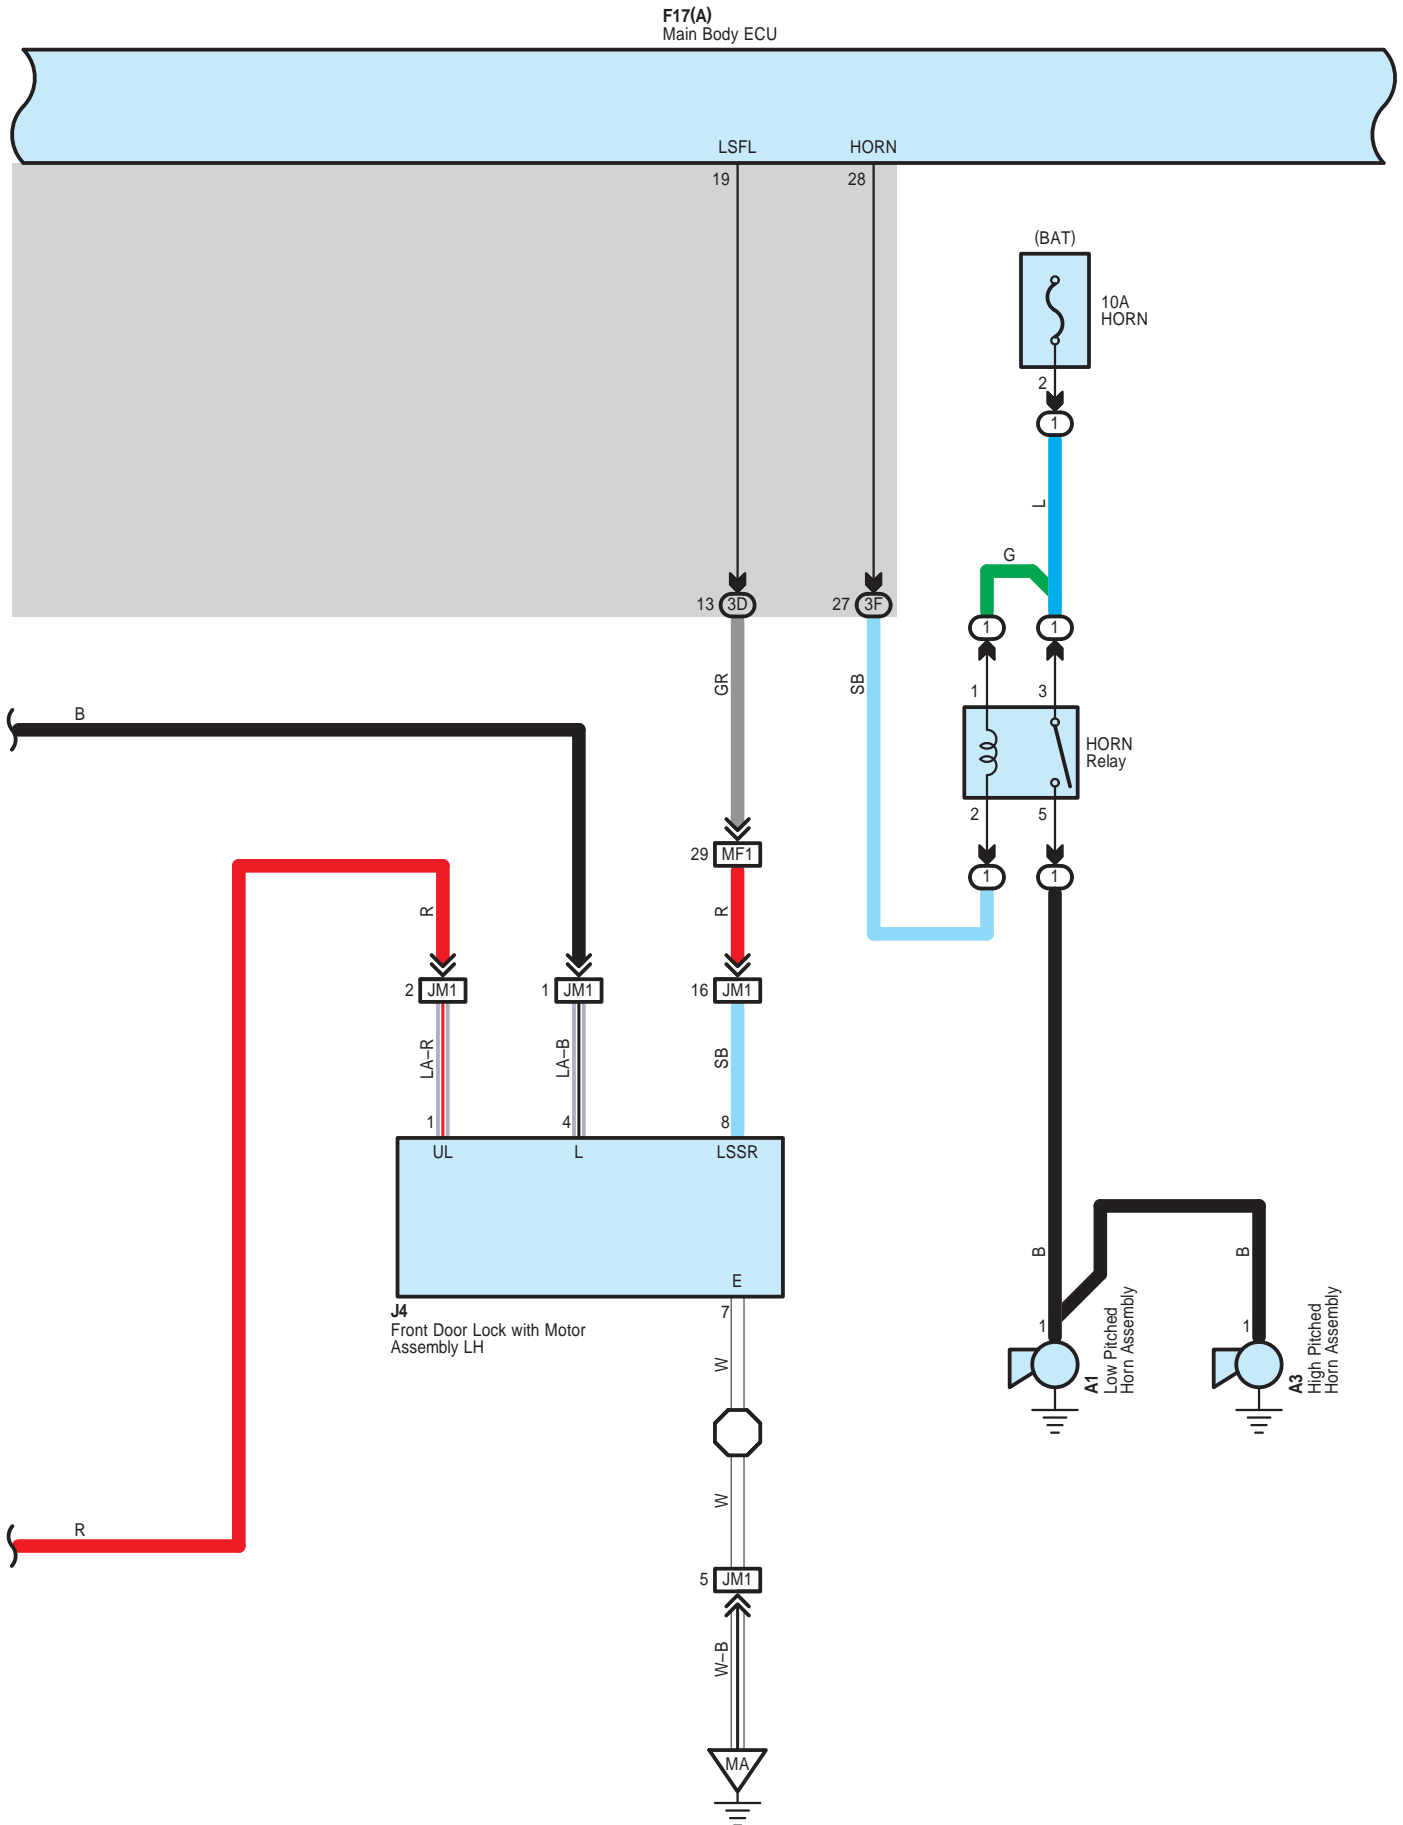 F17(A)
Main Body ECU
LSFL
HORN
19
28
(BAT)
10A
HORN
2
1
L
G
13
3D
27
3F
1
1
GR
SB
1
3
B
HORN
Relay
2
5
29
MF1
1
1
R
R
2
JM1
1
JM1
16
JM1
LA–R
LA–B
SB
1
4
8
UL
L
LSSR
E
B
B
7
J4
Front Door Lock with Motor
Assembly LH
1
1
A1
Low Pitched
Horn Assembly
A3
High Pitched
Horn Assembly
W
W
R
5
JM1
W–B
MA